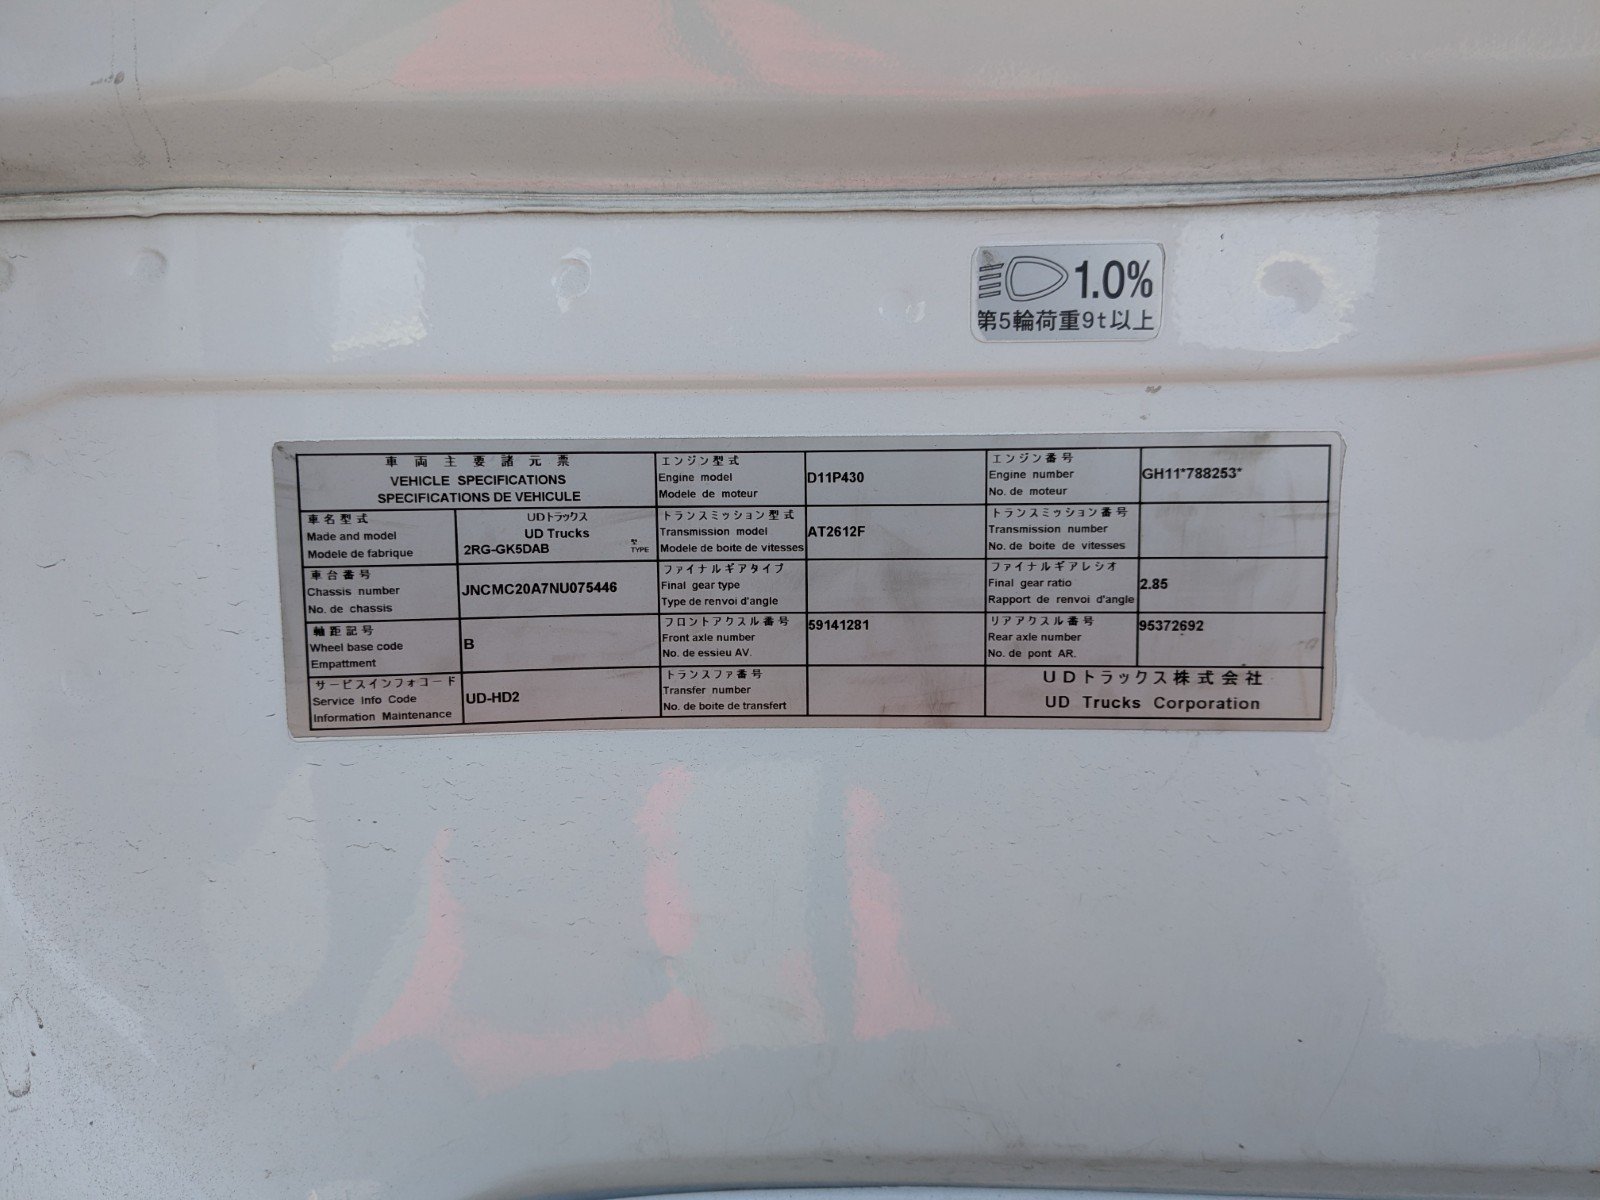 1.0%
第5輪荷重9t以上
車両主要諸元票
VEHICLE SPECIFICATIONS
SPECIFICATIONS DE VEHICULE
エンジン型式
Engine model
Modele de moteur
D11P430
エンジン番号
Engine number
No. de moteur
GH11*788253*
車名型式
Made and model
Modele de fabrique
UDトラックス
UD Trucks
2RG-GK5DAB
型
TYPE
トランスミッション型式
Transmission model
Modele de boite de vitesses
AT2612F
トランスミッション番号
Transmission number
No. de boite de vitesses
車台番号
Chassis number
No. de chassis
JNCMC20A7NU075446
ファイナルギアタイプ
Final gear type
Type de renvoi d'angle
ファイナルギアレシオ
Final gear ratio
Rapport de renvoi d'angle
2.85
軸距記号
Wheel base code
Empattment
B
フロントアクスル番号
Front axle number
No. de essieu AV.
59141281
リアアクスル番号
Rear axle number
No. de pont AR.
95372692
サービスインフォコード
Service Info Code
Information Maintenance
UD-HD2
トランスファ番号
Transfer number
No. de boite de transfert
UDトラックス株式会社
UD Trucks Corporation